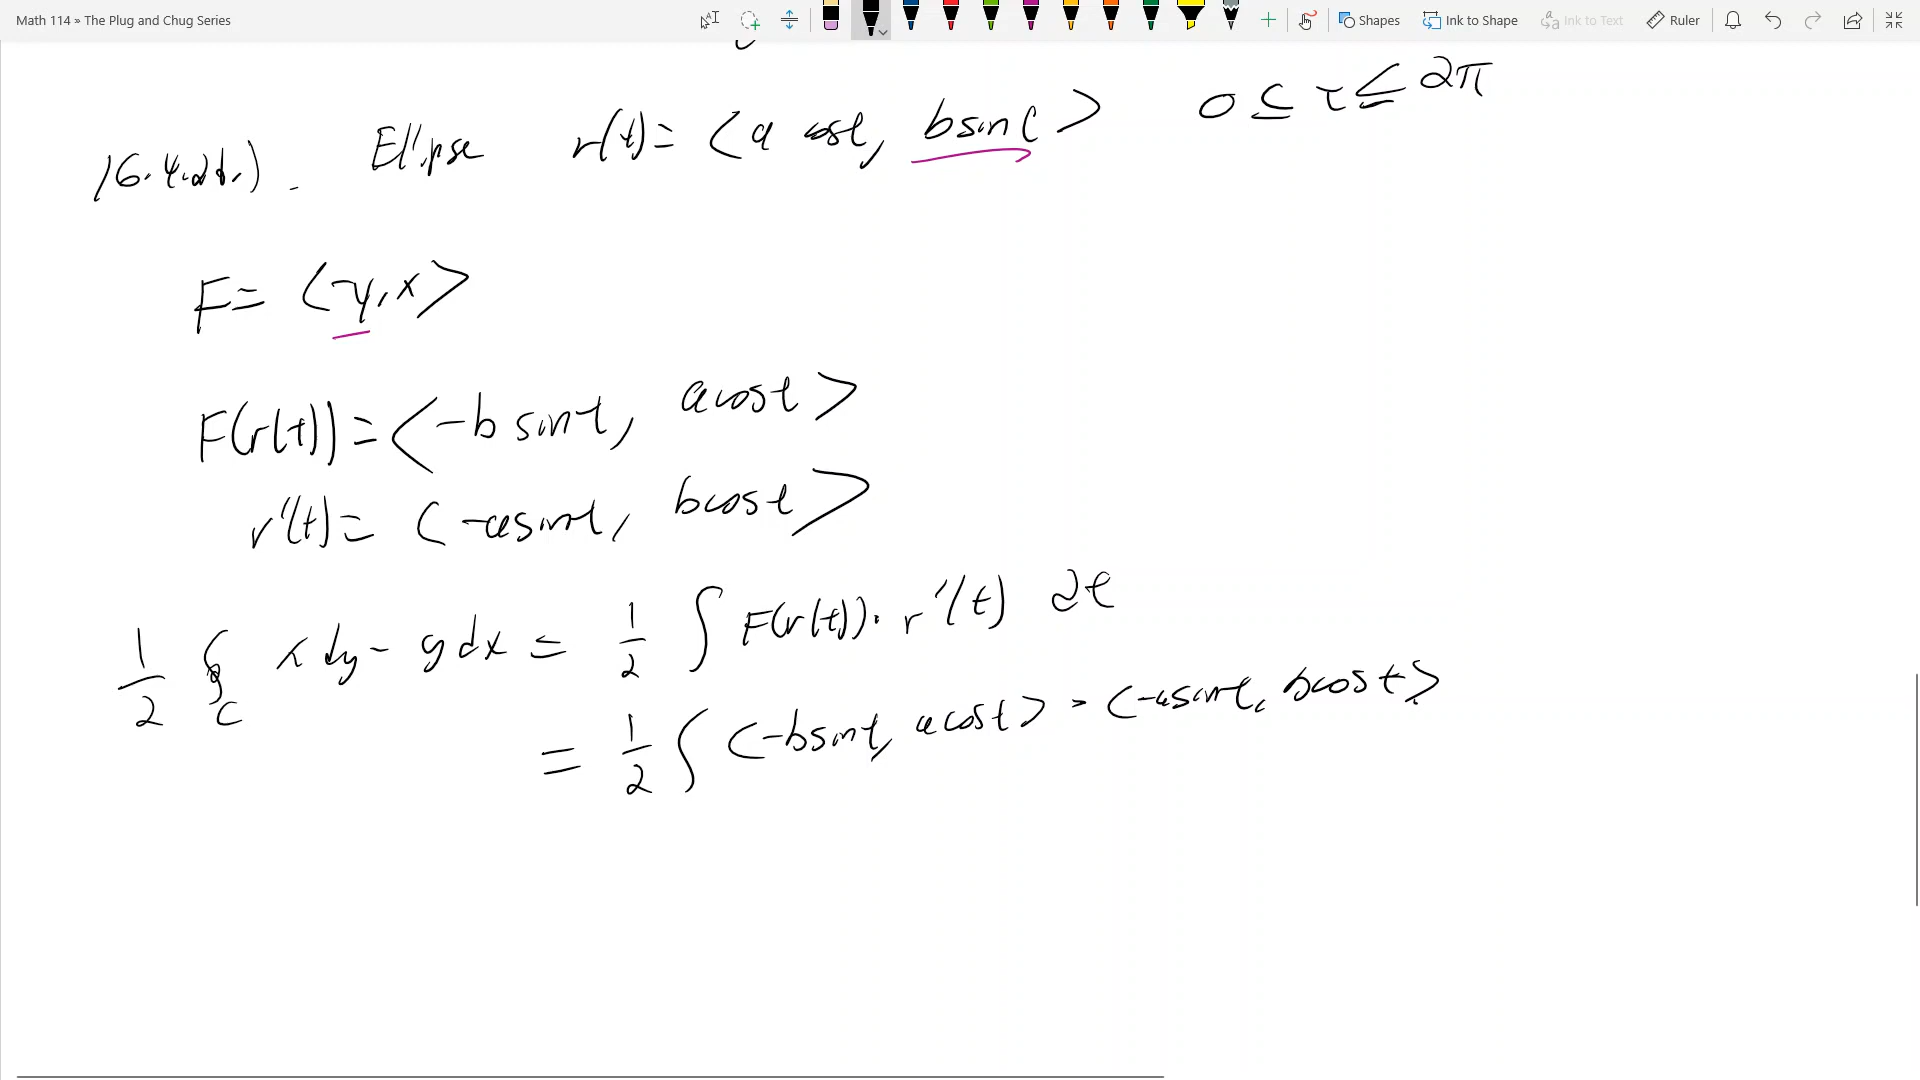 Math 114 » The Plug and Chug Series
Shapes
Ink to Shape
Ink to Text
Ruler
Ellipse r(t) = < a cost, bsint > 0 ≤ t ≤ 2π
F = <-y, x>
F(r(t)) = < -b sint, acost >
r'(t) = < -asint, bcost >
1/2 ∮_C x dy - y dx = 1/2 ∫ F(r(t)) · r'(t) dt
= 1/2 ∫ <-bsint, acost> · <-asint, bcost>